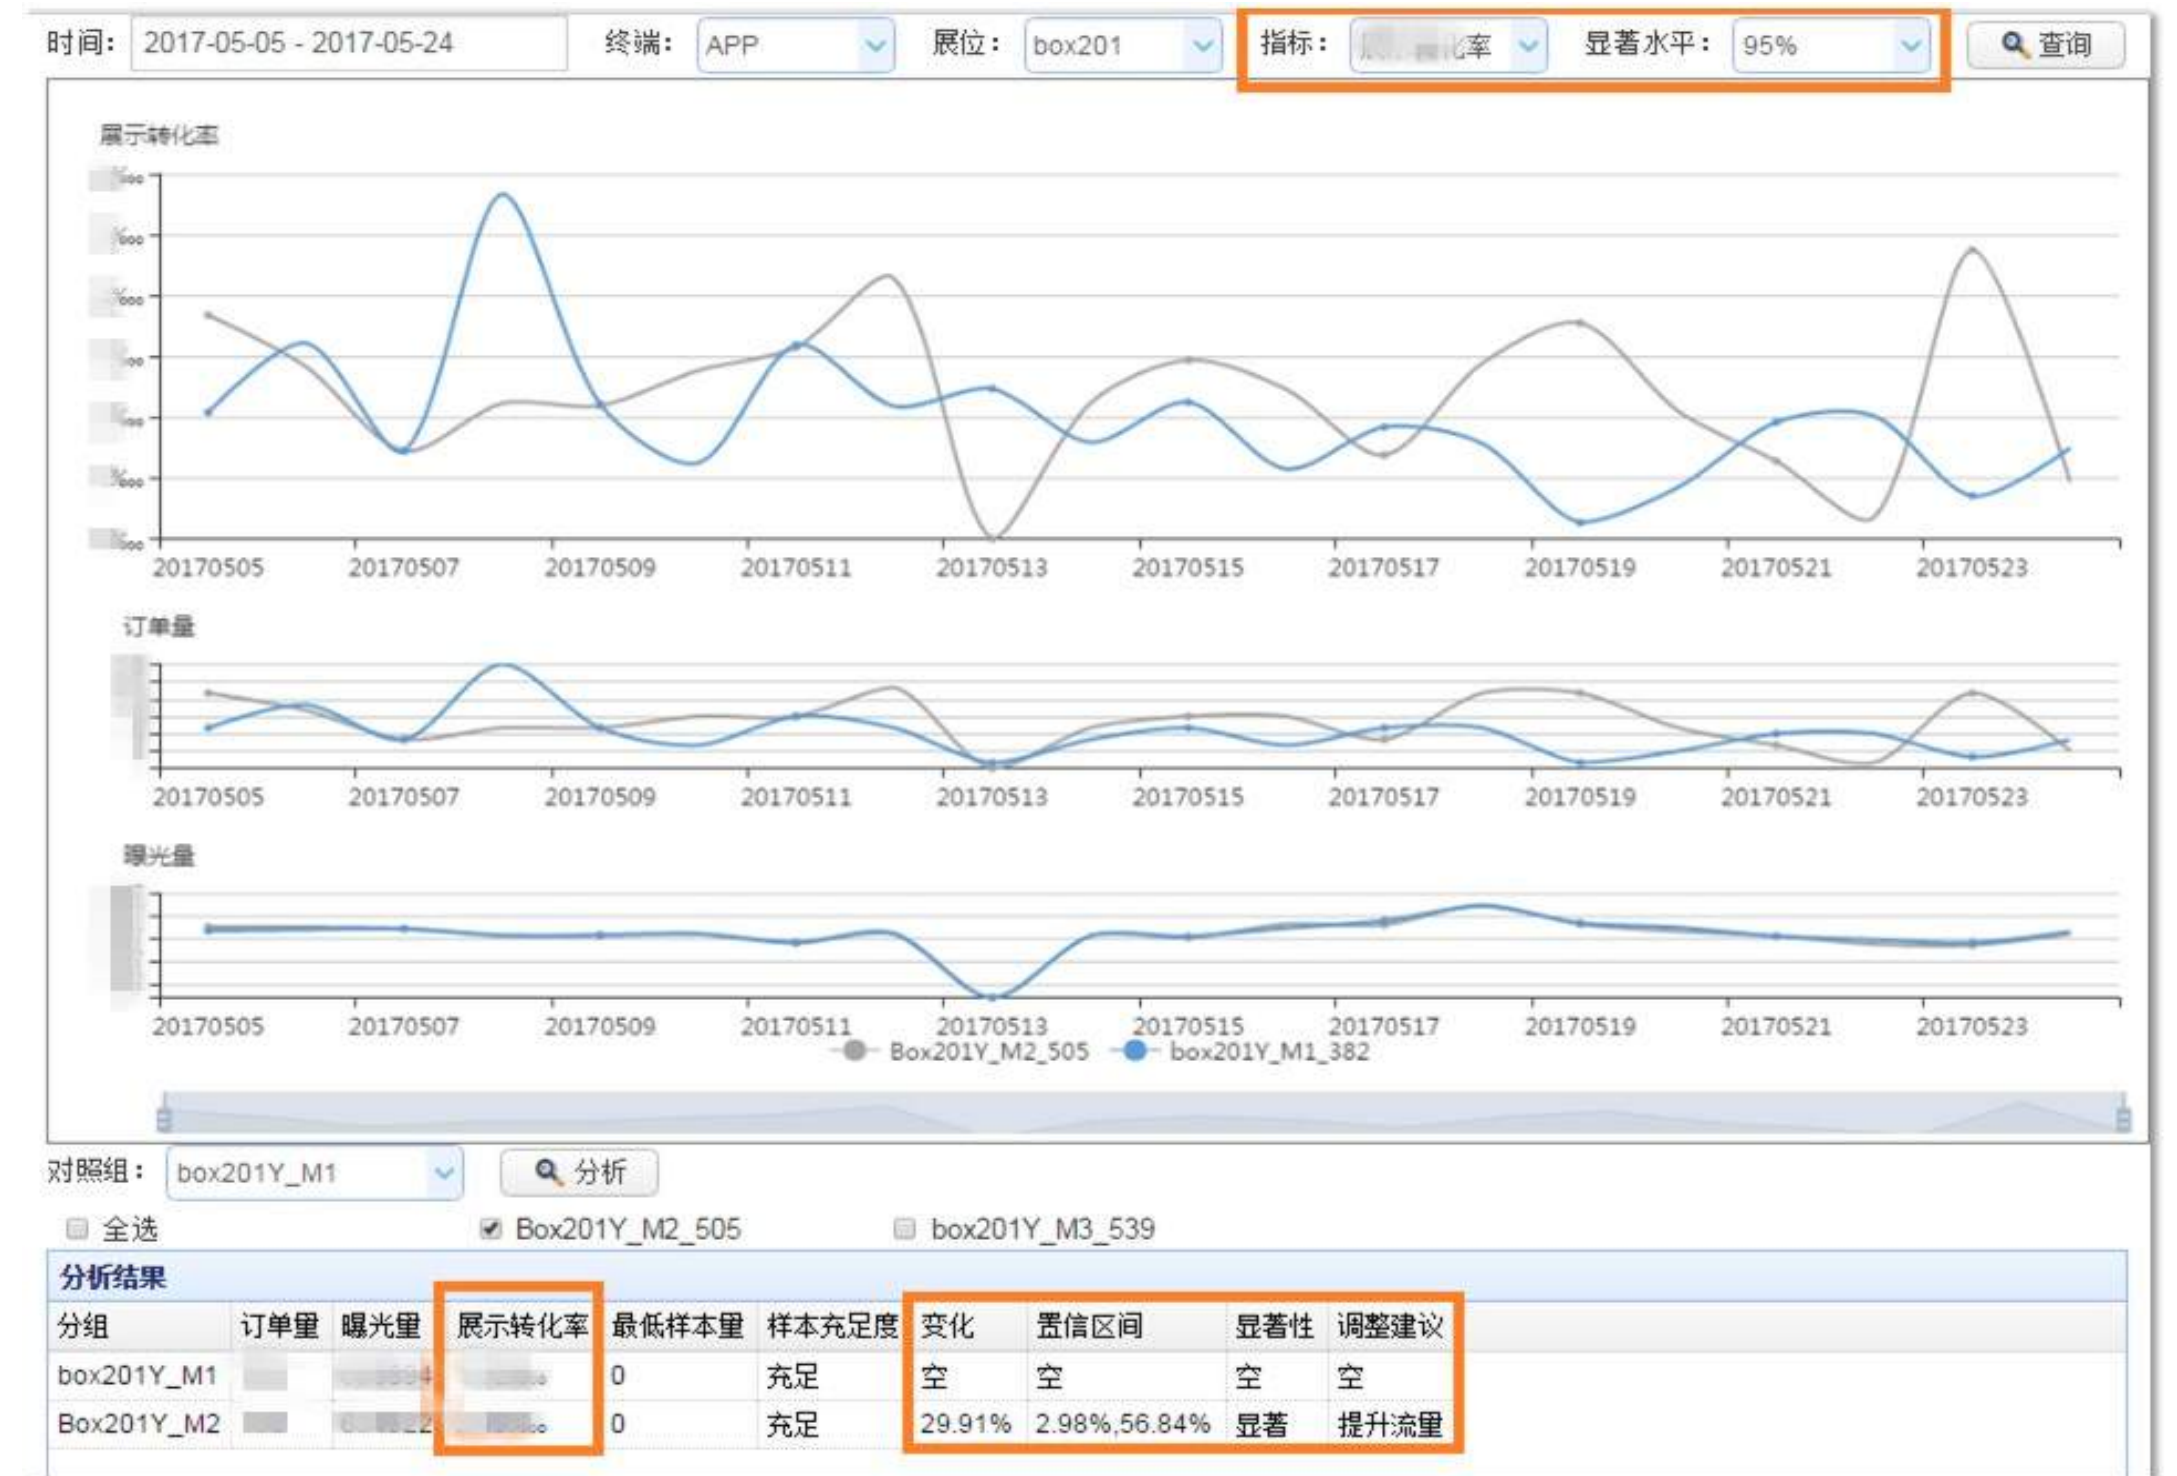 时间： 2017-05-05 - 2017-05-24 终端： APP 展位： box201 指标： 化率 显著水平： 95% 查询
展示转化率
20170505 20170507 20170509 20170511 20170513 20170515 20170517 20170519 20170521 20170523
订单量
20170505 20170507 20170509 20170511 20170513 20170515 20170517 20170519 20170521 20170523
曝光量
20170505 20170507 20170509 20170511 20170513 20170515 20170517 20170519 20170521 20170523
Box201Y_M2_505 box201Y_M1_382
对照组： box201Y_M1 分析
全选 Box201Y_M2_505 box201Y_M3_539
分析结果
分组 订单量 曝光量 展示转化率 最低样本量 样本充足度 变化 置信区间 显著性 调整建议
box201Y_M1 0 充足 空 空 空 空
Box201Y_M2 0 充足 29.91% 2.98%,56.84% 显著 提升流量